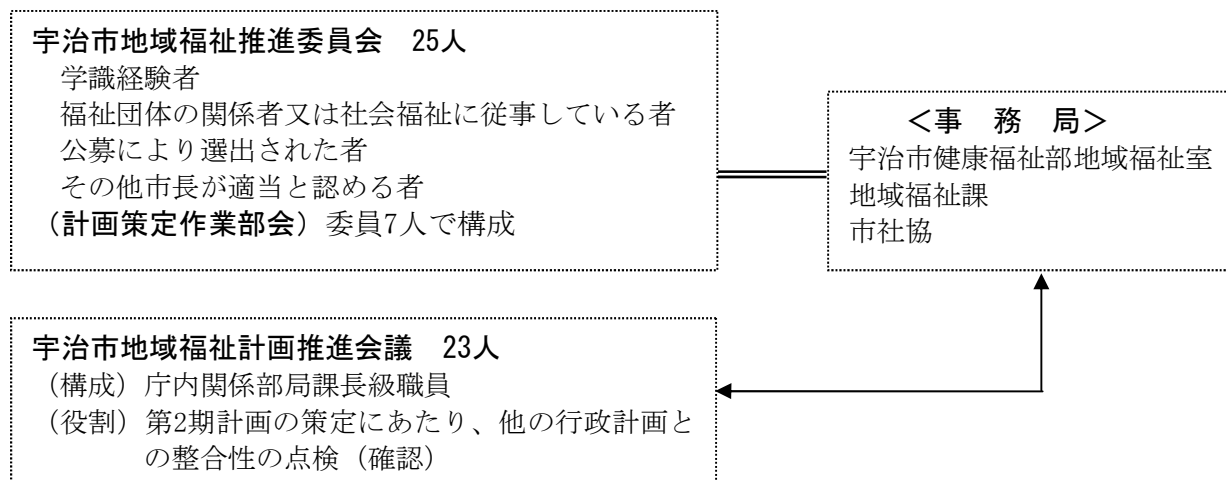 宇治市地域福祉推進委員会　25人
学識経験者
福祉団体の関係者又は社会福祉に従事している者
公募により選出された者
その他市長が適当と認める者
（計画策定作業部会）委員7人で構成
＜事　務　局＞
宇治市健康福祉部地域福祉室
地域福祉課
市社協
宇治市地域福祉計画推進会議　23人
（構成）庁内関係部局課長級職員
（役割）第2期計画の策定にあたり、他の行政計画と
の整合性の点検（確認）